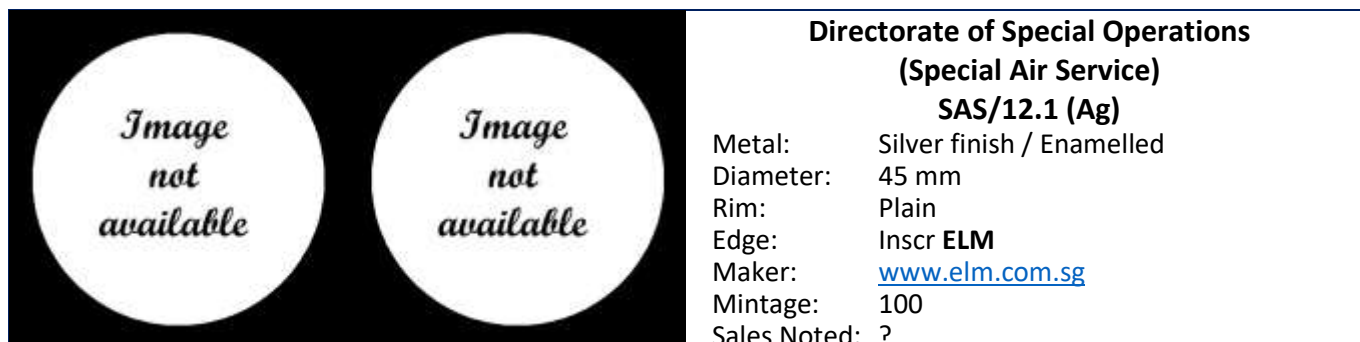 Image
not
available
Image
not
available
Directorate of Special Operations
(Special Air Service)
SAS/12.1 (Ag)
Metal: Silver finish / Enamelled
Diameter: 45 mm
Rim: Plain
Edge: Inscr ELM
Maker: www.elm.com.sg
Mintage: 100
Sales Noted: ?